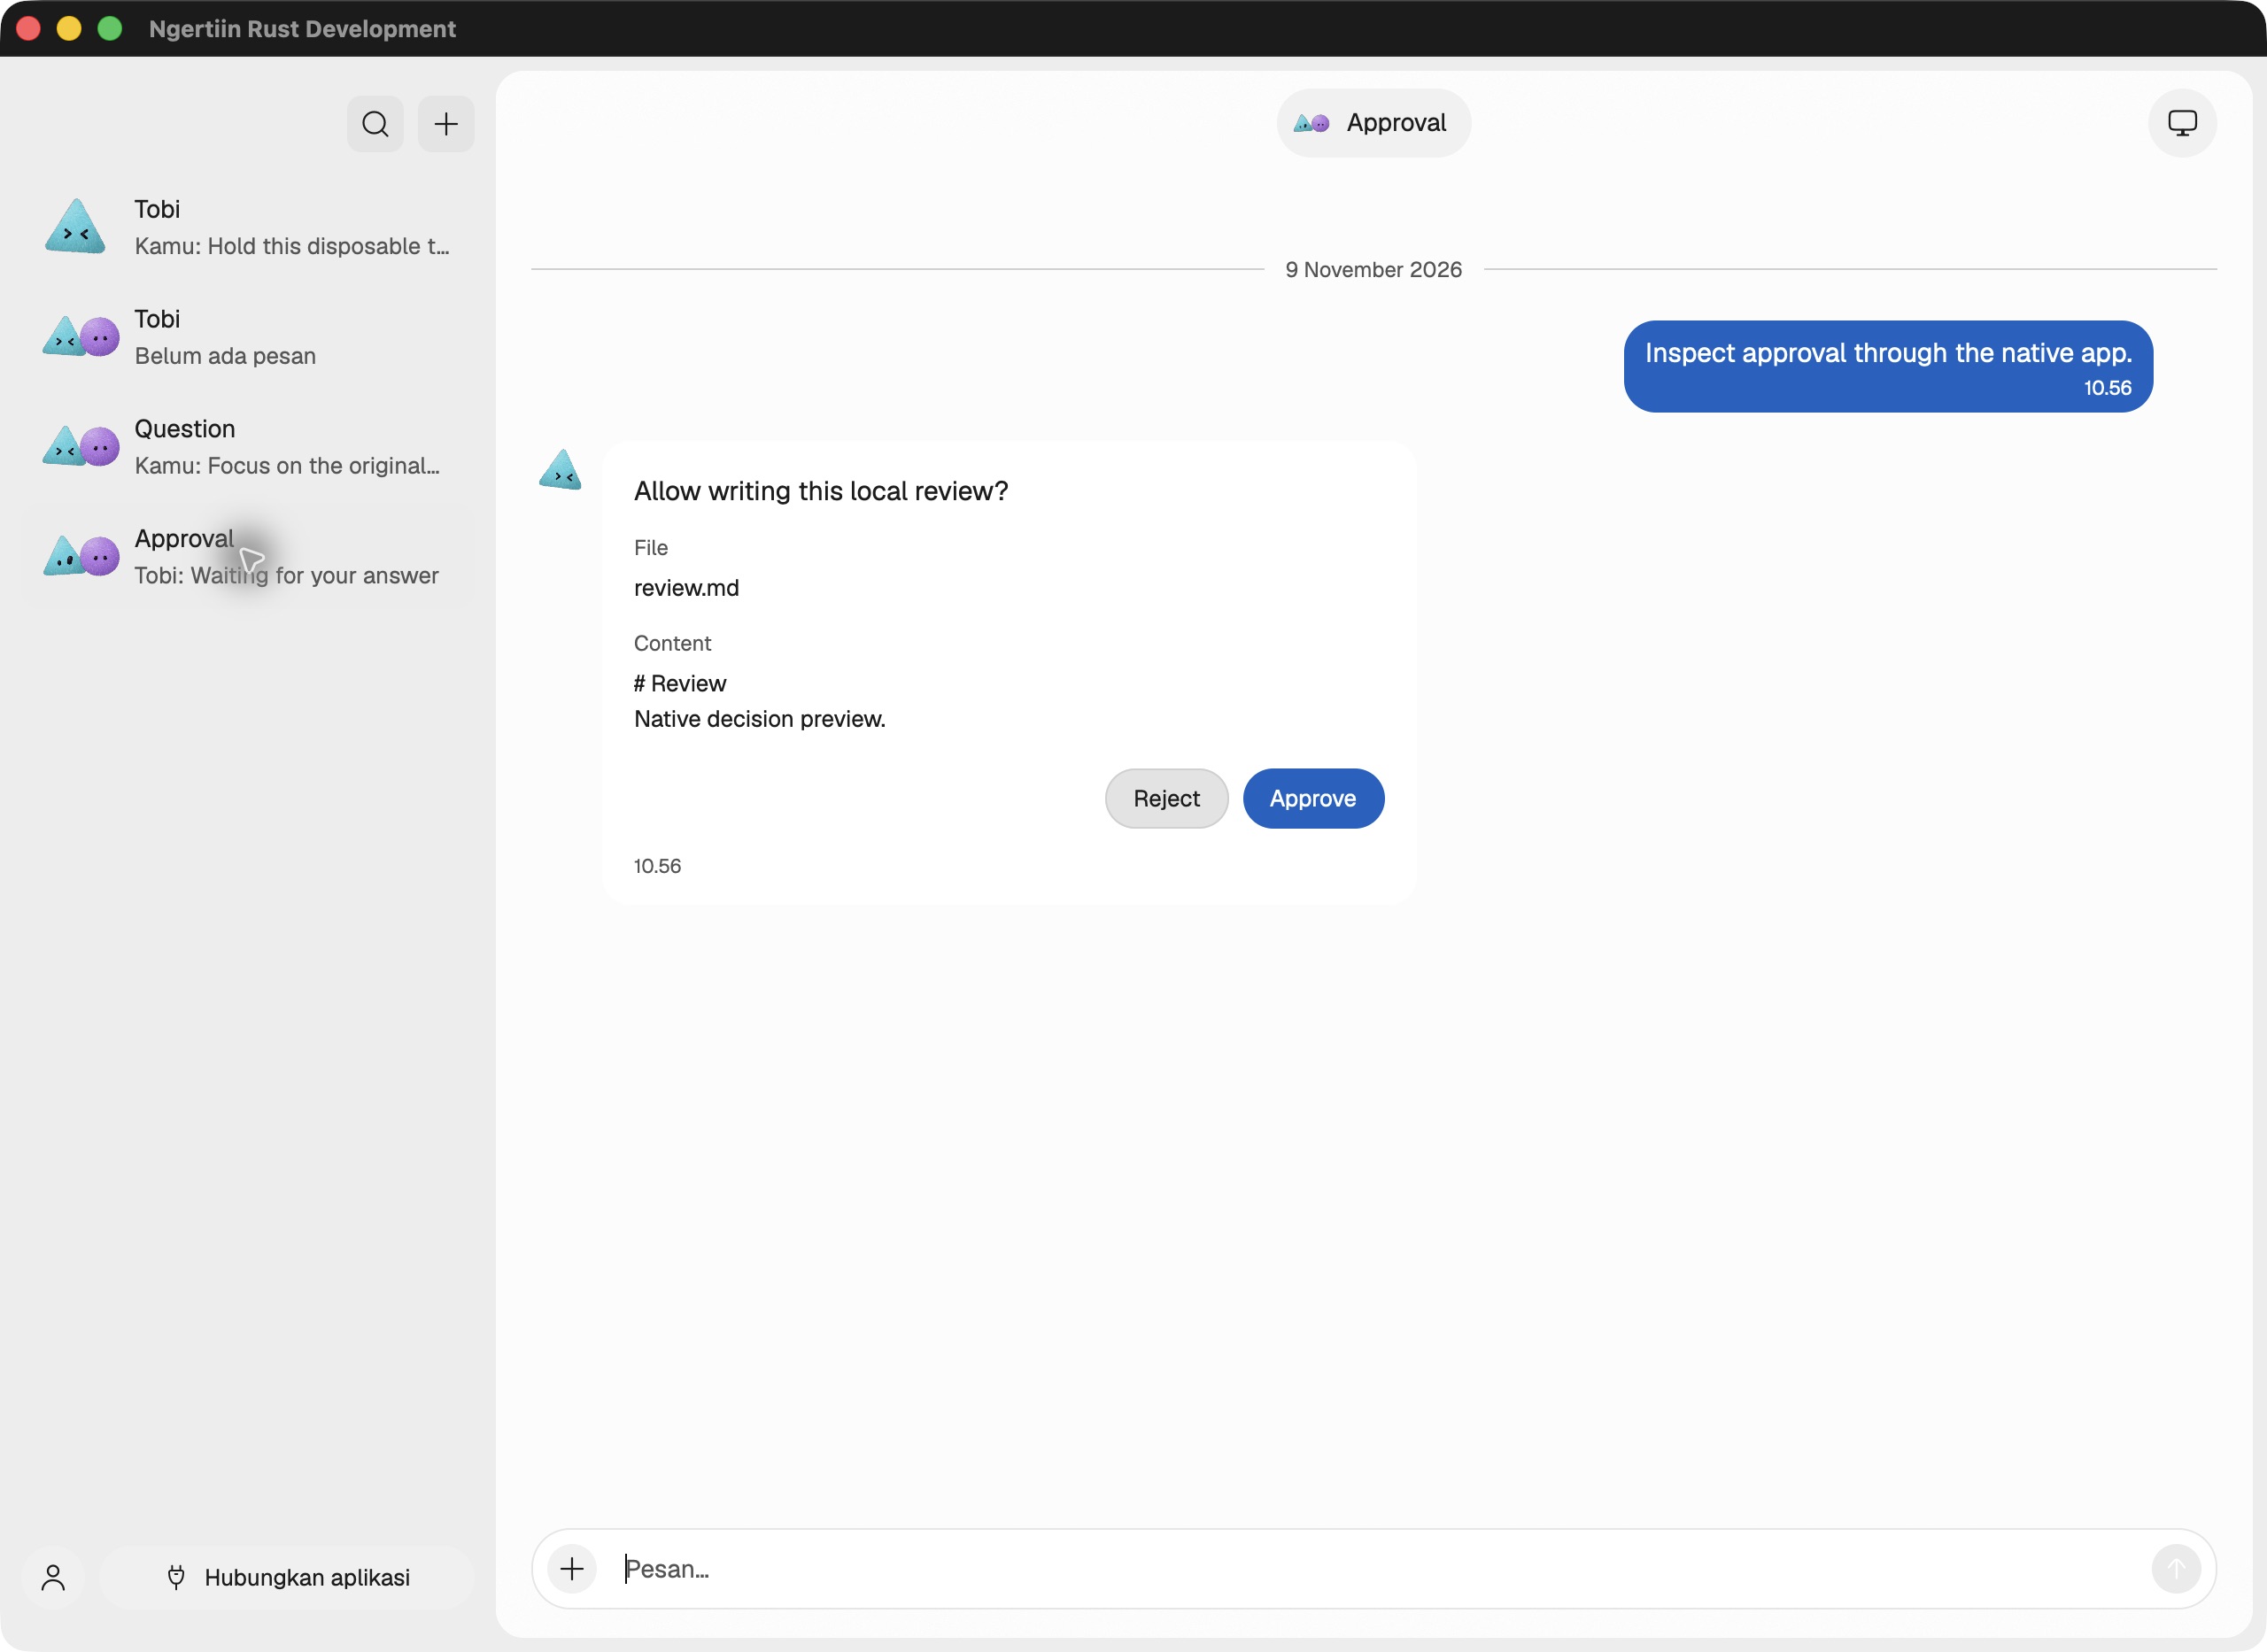 Ngertiin Rust Development
Tobi
Kamu: Hold this disposable t...
Tobi
Belum ada pesan
Question
Kamu: Focus on the original...
Approval
Tobi: Waiting for your answer
Hubungkan aplikasi
Approval
9 November 2026
Inspect approval through the native app.
10.56
Allow writing this local review?
File
review.md
Content
# Review
Native decision preview.
Reject
Approve
10.56
Pesan...